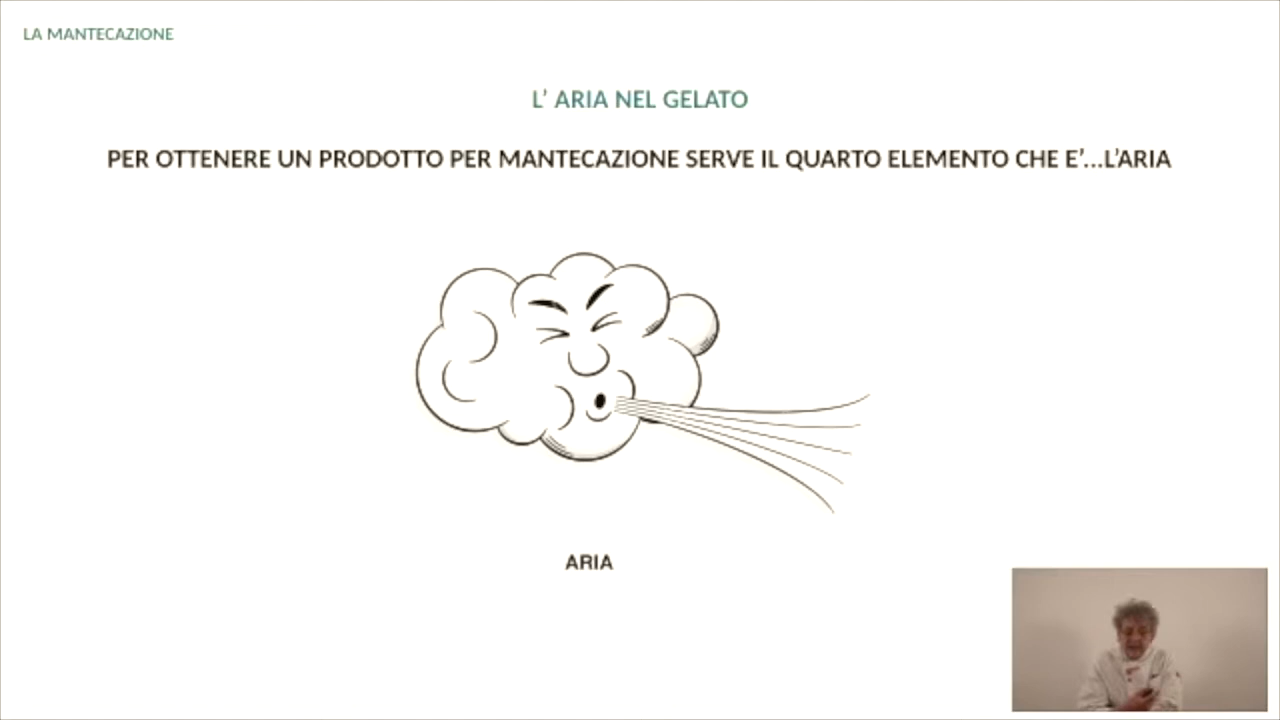 LA MANTECAZIONE
L' ARIA NEL GELATO
PER OTTENERE UN PRODOTTO PER MANTECAZIONE SERVE IL QUARTO ELEMENTO CHE E'...L'ARIA
ARIA